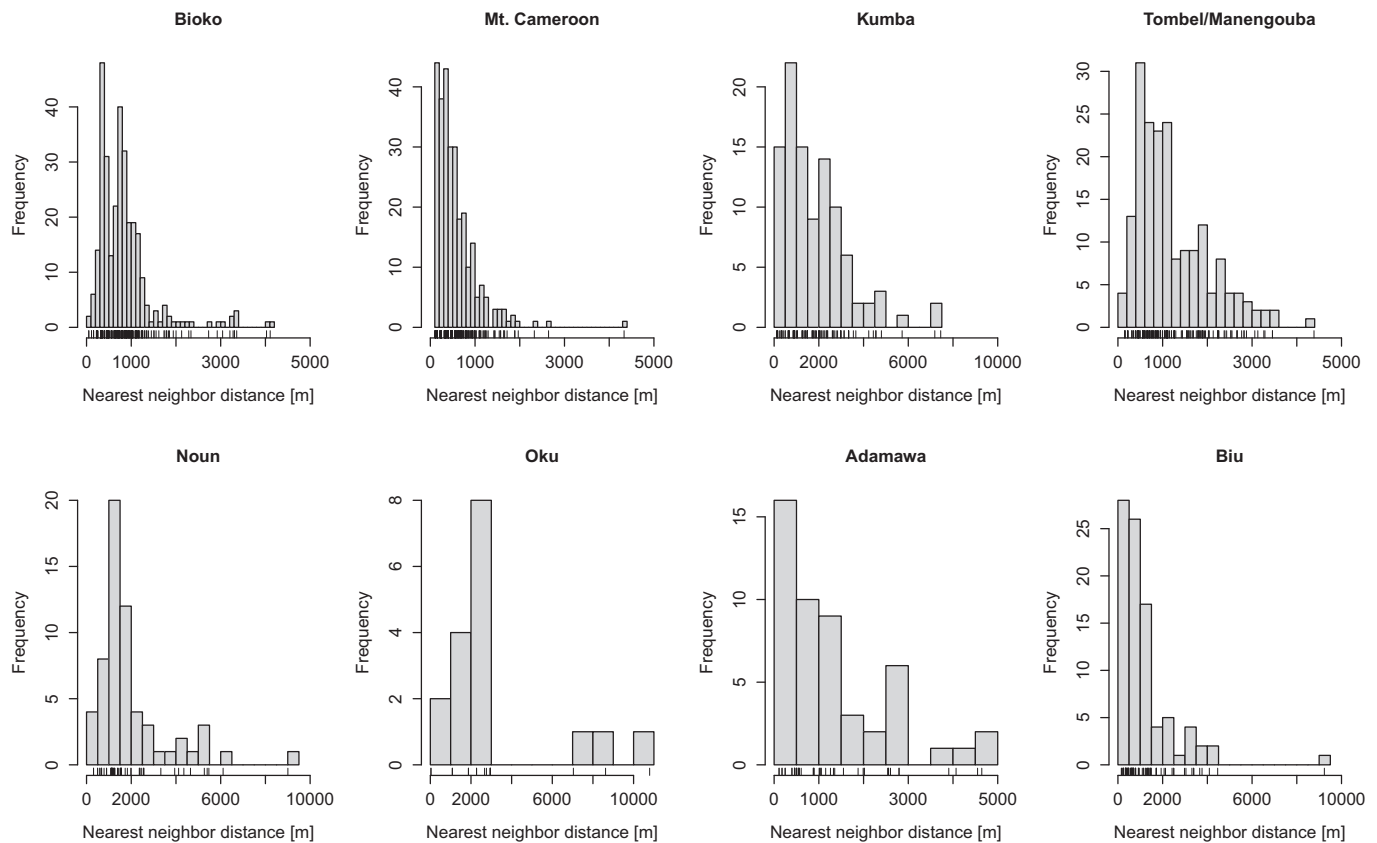 Bioko
Mt. Cameroon
Kumba
Tombel/Manengouba
Frequency
0 10 20 30 40
0 1000 3000 5000
Nearest neighbor distance [m]
Frequency
0 10 20 30 40
0 1000 3000 5000
Nearest neighbor distance [m]
Frequency
0 5 10 15 20
0 2000 6000 10000
Nearest neighbor distance [m]
Frequency
0 5 10 15 20 25 30
0 1000 3000 5000
Nearest neighbor distance [m]
Noun
Oku
Adamawa
Biu
Frequency
0 5 10 15 20
0 2000 6000 10000
Nearest neighbor distance [m]
Frequency
0 2 4 6 8
0 2000 6000 10000
Nearest neighbor distance [m]
Frequency
0 5 10 15
0 1000 3000 5000
Nearest neighbor distance [m]
Frequency
0 5 10 15 20 25
0 2000 6000 10000
Nearest neighbor distance [m]